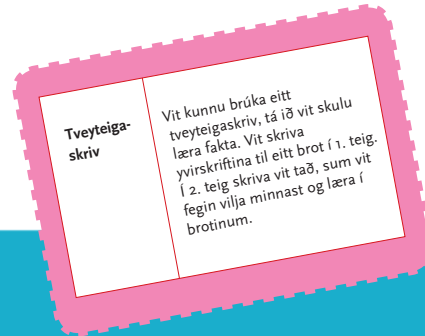 Tveyteiga-
skriv
Vit kunnu brúka eitt
tveyteigaskriv, tá ið vit skulu
læra fakta. Vit skriva
yvirskriftina til eitt brot í 1. teig.
Í 2. teig skriva vit tað, sum vit
fegin vilja minnast og læra í
brotinum.